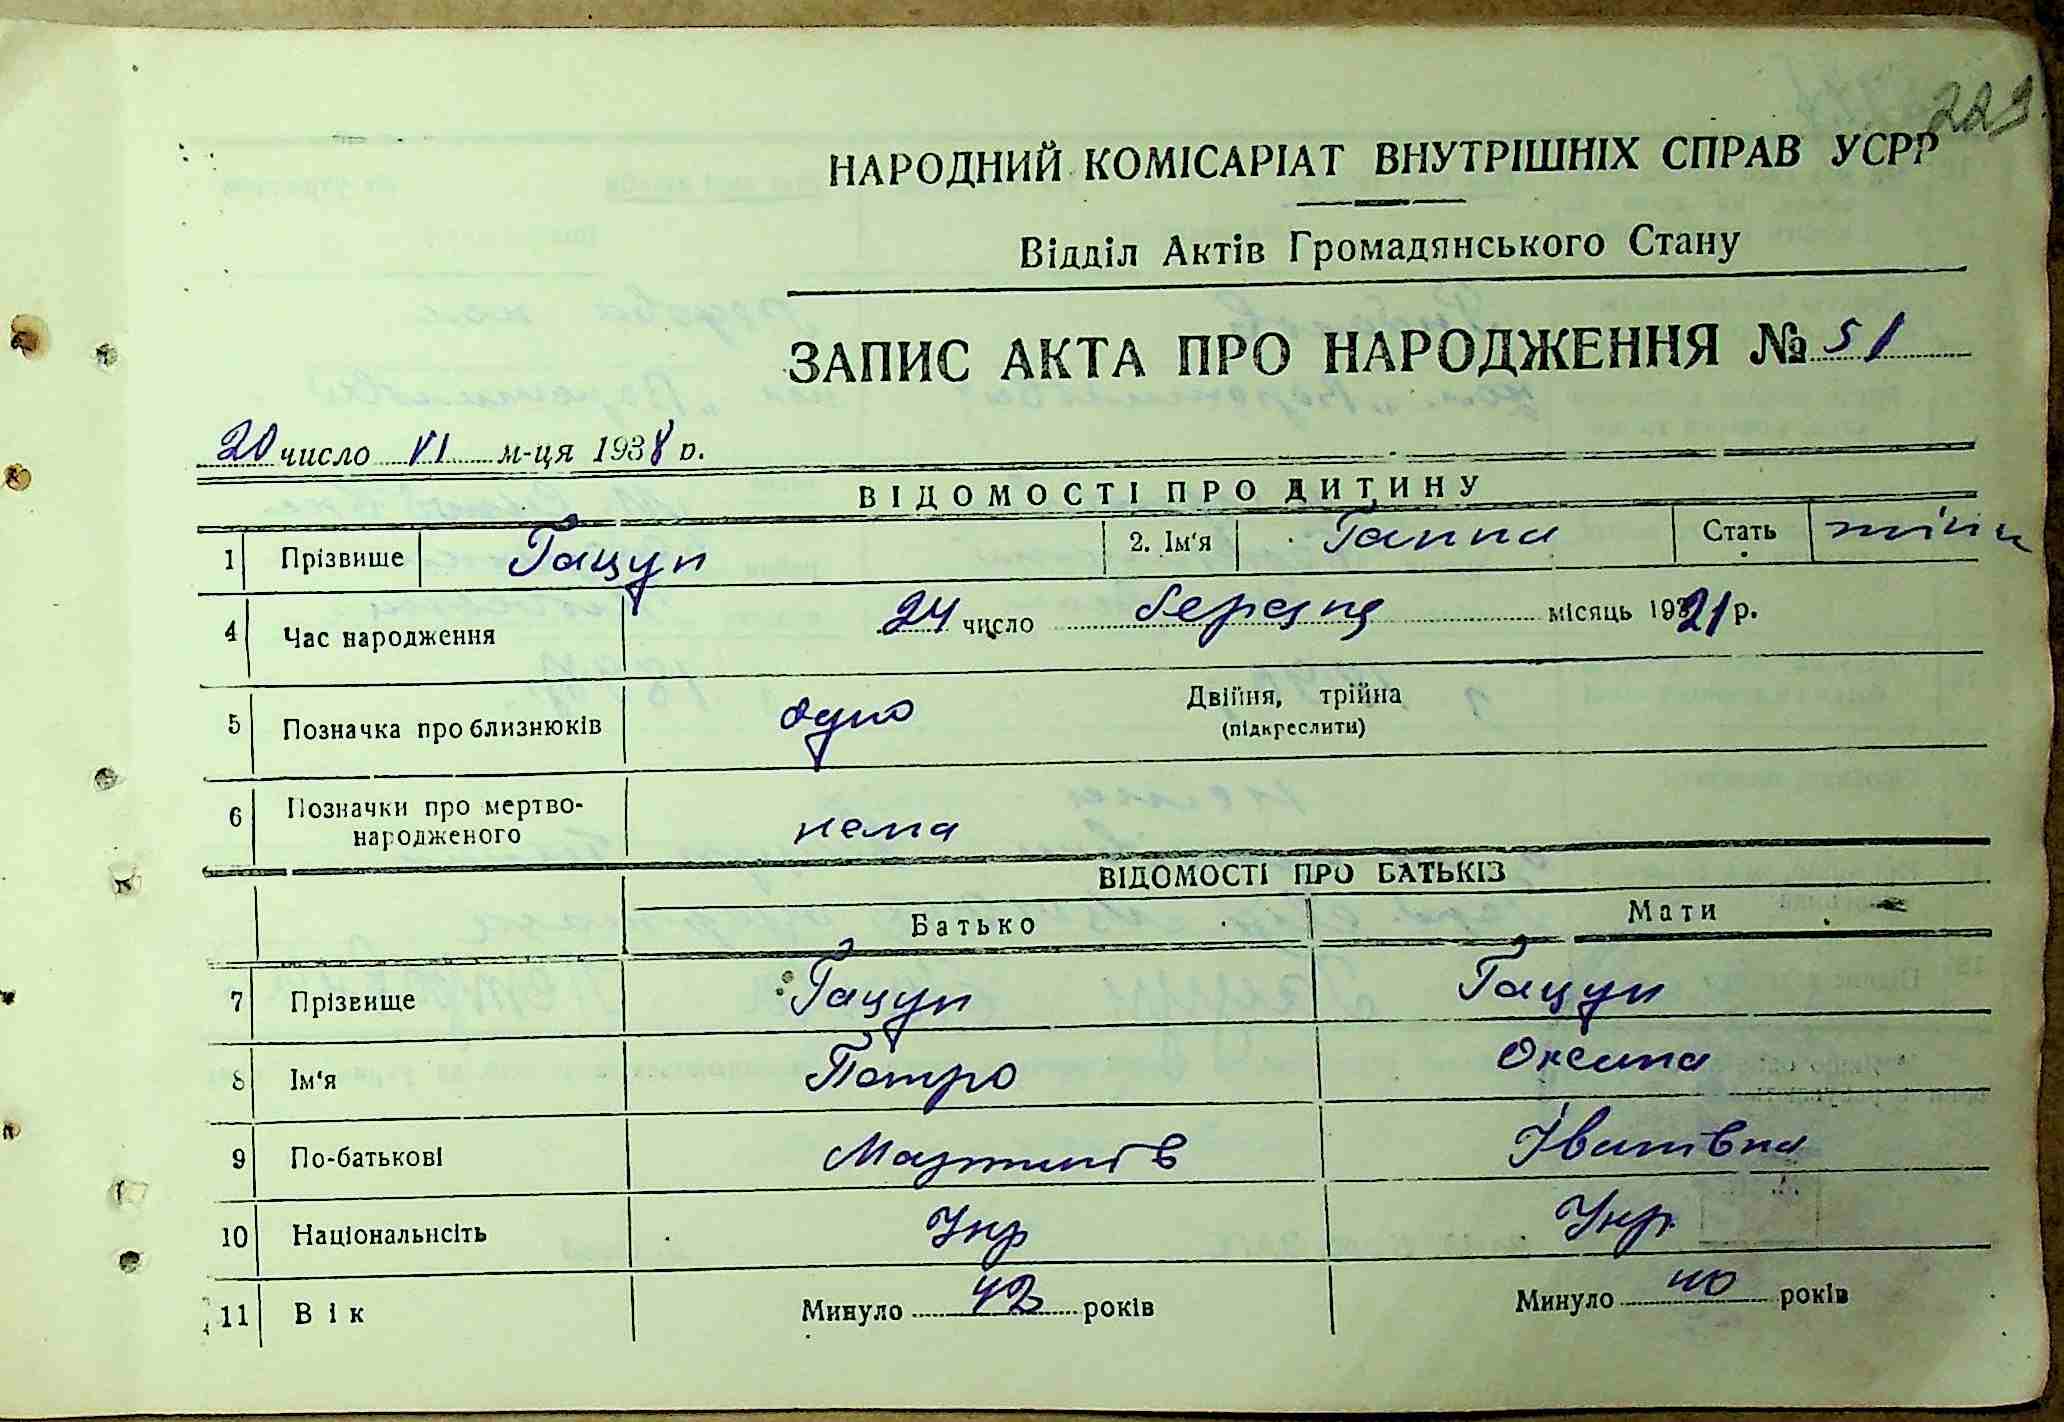 223
НАРОДНИЙ КОМІСАРІАТ ВНУТРІШНІХ СПРАВ УСРР
Відділ Актів Громадянського Стану
ЗАПИС АКТА ПРО НАРОДЖЕННЯ № 51
20 число VI м-ця 1938 р.
ВІДОМОСТІ ПРО ДИТИНУ
1 Прізвище Гацун 2. Ім'я Ганна Стать жіно
4 Час народження 24 число березня місяць 1921 р.
5 Позначка про близнюків одно Двійня, трійна
(підкреслити)
6 Позначки про мертво-
народженого нема
ВІДОМОСТІ ПРО БАТЬКІВ
Батько Мати
7 Прізвище Гацун Гацун
8 Ім'я Петро Оксана
9 По-батькові Мартинів Іванівна
10 Національність Укр Укр.
11 Вік Минуло 42 років Минуло 40 років